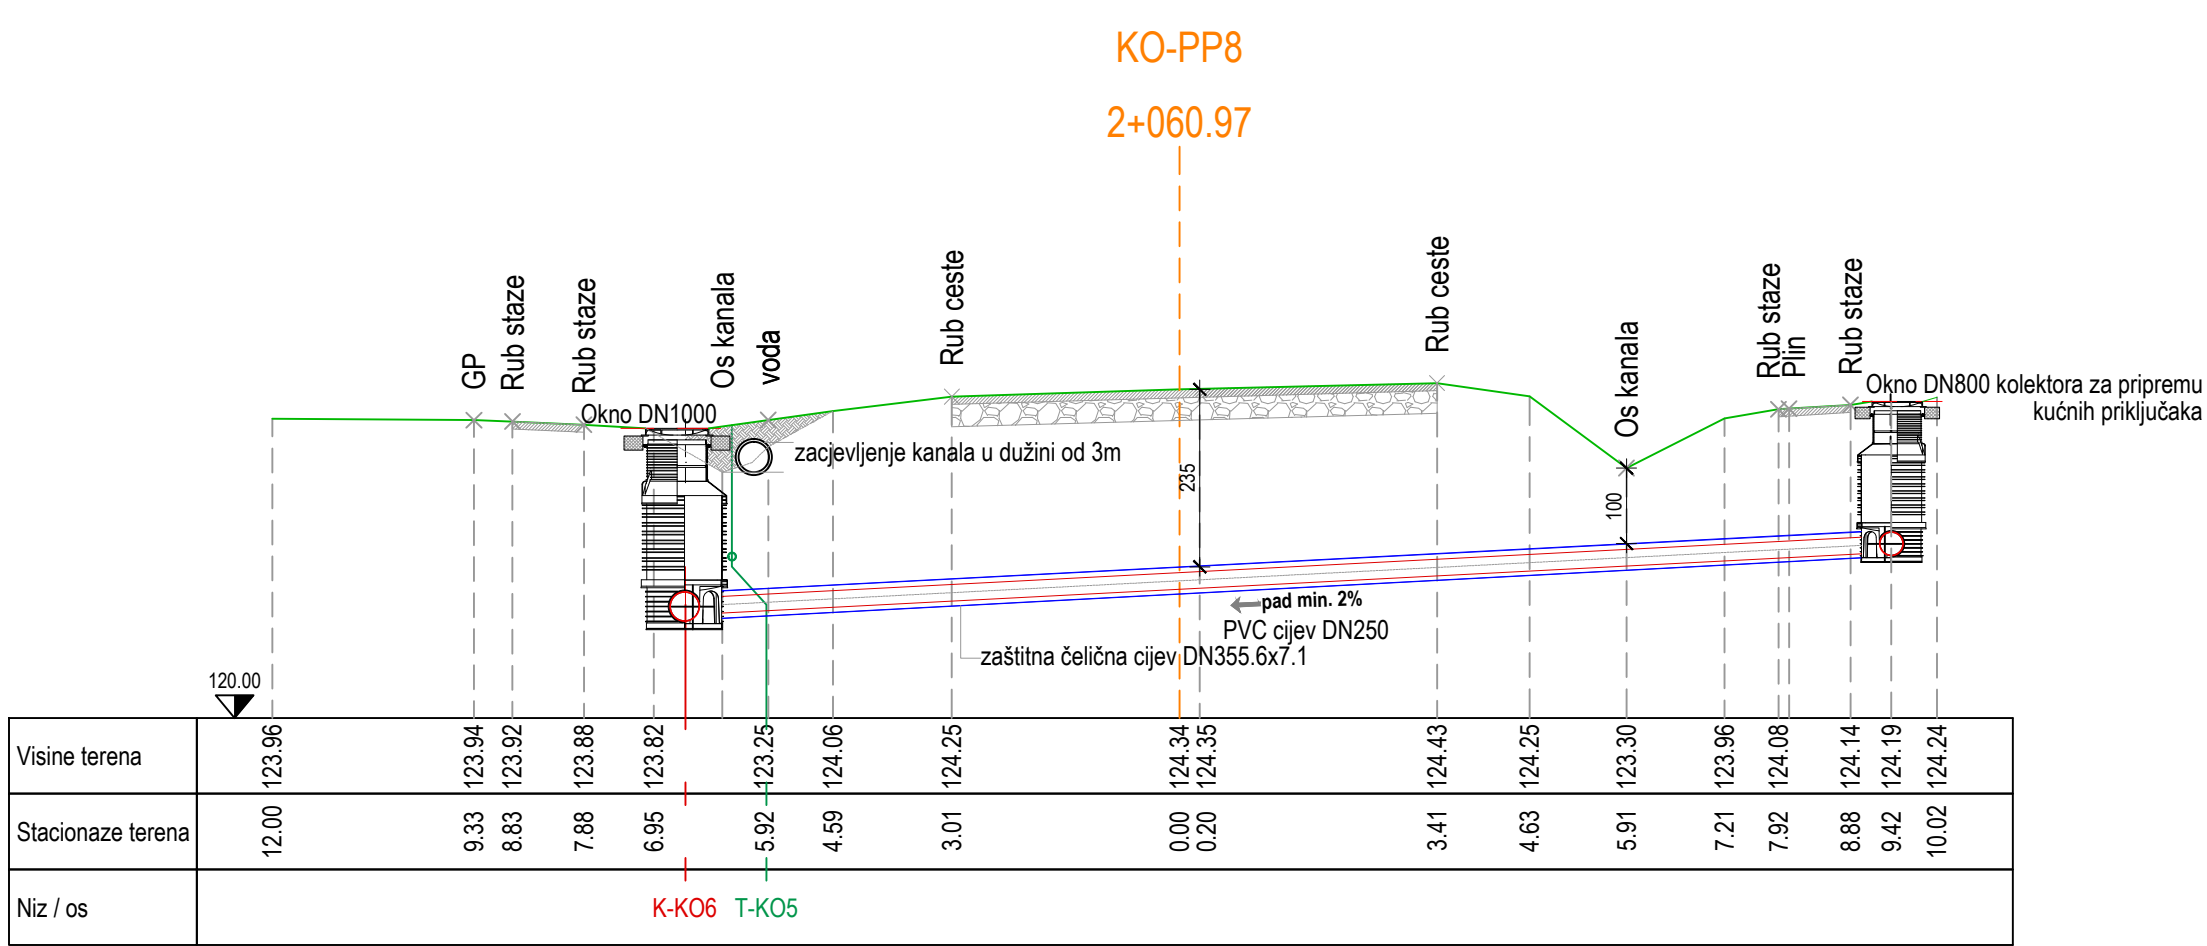 KO-PP8
2+060.97
GP
Rub staze
Rub staze
Os kanala
voda
Rub ceste
Rub ceste
Os kanala
Rub staze
Plin
Rub staze
Okno DN1000
Okno DN800 kolektora za pripremu
kućnih priključaka
zacjevljenje kanala u dužini od 3m
235
100
pad min. 2%
PVC cijev DN250
zaštitna čelična cijev DN355.6x7.1
120.00
Visine terena 123.96 123.94 123.92 123.88 123.82 123.25 124.06 124.25 124.34 124.35 124.43 124.25 123.30 123.96 124.08 124.14 124.19 124.24
Stacionaze terena 12.00 9.33 8.83 7.88 6.95 5.92 4.59 3.01 0.00 0.20 3.41 4.63 5.91 7.21 7.92 8.88 9.42 10.02
Niz / os K-KO6 T-KO5